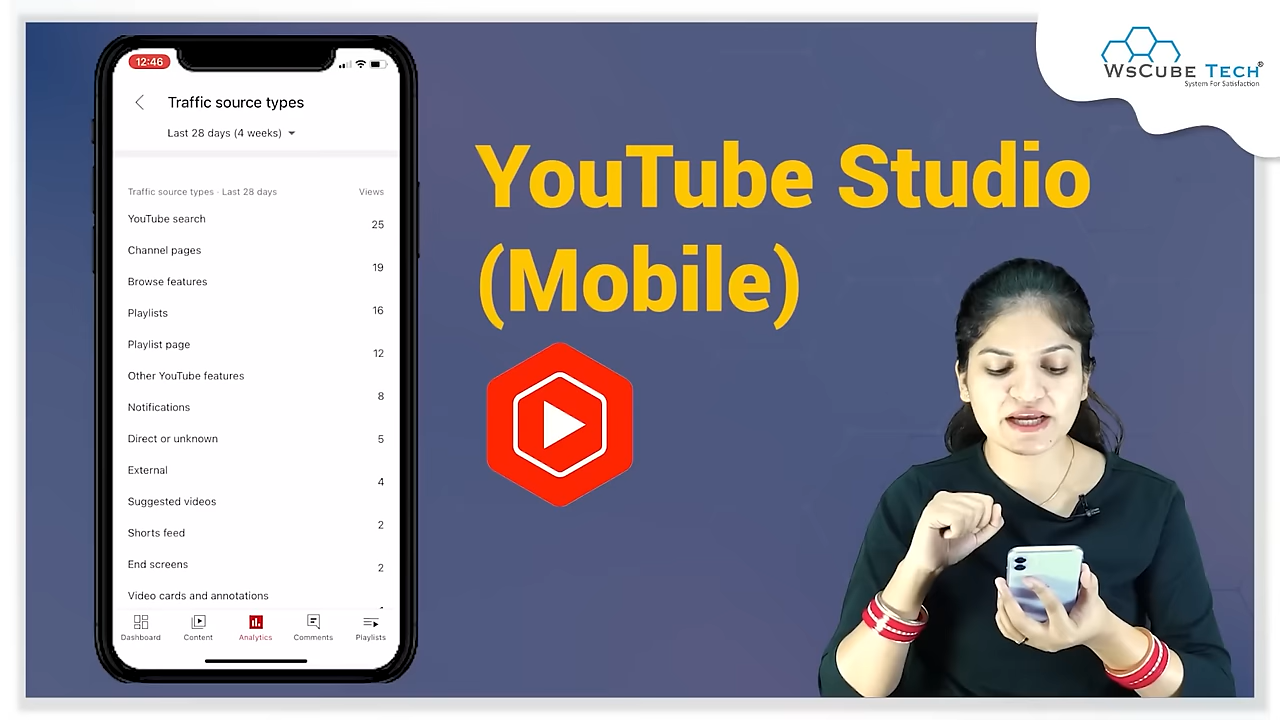 12:46
Traffic source types
Last 28 days (4 weeks)
Traffic source types · Last 28 days Views
YouTube search 25
Channel pages
19
Browse features
Playlists 16
Playlist page 12
Other YouTube features
8
Notifications
Direct or unknown 5
External
4
Suggested videos
2
Shorts feed
End screens 2
Video cards and annotations
Dashboard Content Analytics Comments Playlists
YouTube Studio
(Mobile)
WsCube Tech®
System For Satisfaction